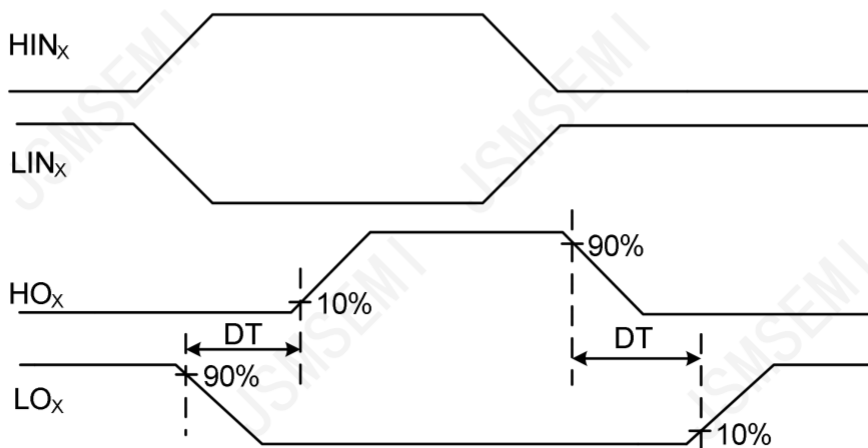 HINX
LINX
HOX
10%
90%
DT
DT
LOX
90%
10%
JSMSEMI
JSMSEMI
JSMSEMI
JSMSEMI